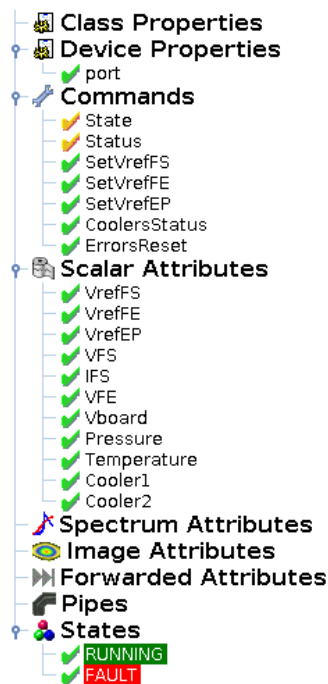 Class Properties
Device Properties
port
Commands
State
Status
SetVrefFS
SetVrefFE
SetVrefEP
CoolersStatus
ErrorsReset
Scalar Attributes
VrefFS
VrefFE
VrefEP
VFS
IFS
VFE
Vboard
Pressure
Temperature
Cooler1
Cooler2
Spectrum Attributes
Image Attributes
Forwarded Attributes
Pipes
States
RUNNING
FAULT